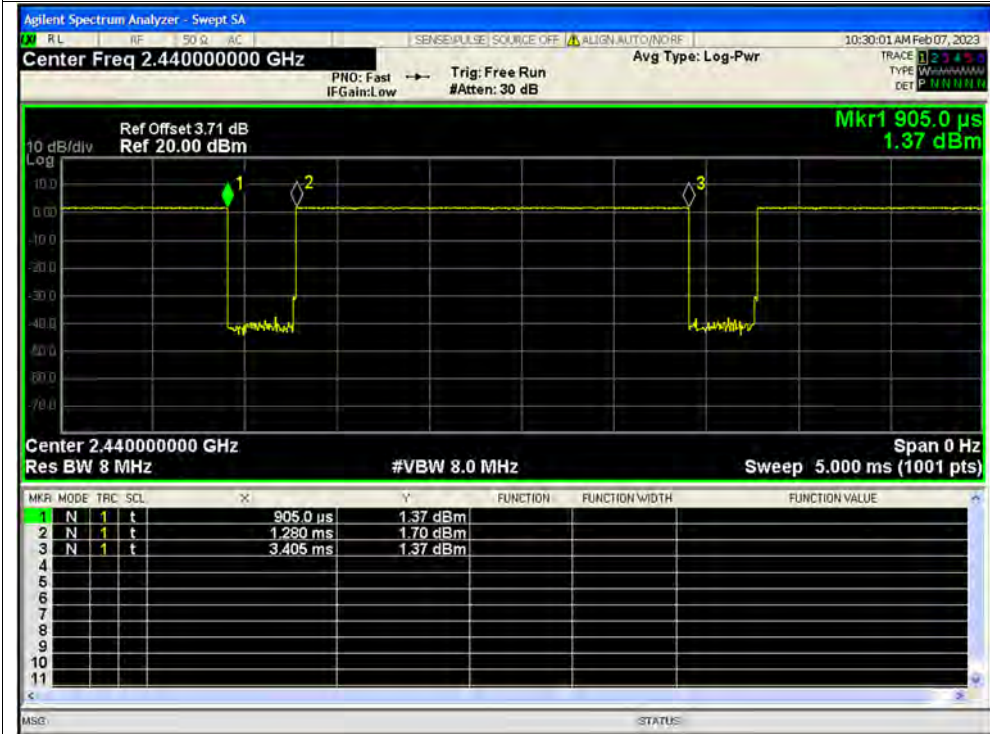 Agilent Spectrum Analyzer - Swept SA
RL RF 50 Ω AC SENSE:PULSE SOURCE OFF ALIGN AUTO/NO RF 10:30:01 AM Feb 07, 2023
Center Freq 2.440000000 GHz
PNO: Fast
IFGain:Low
Trig: Free Run
#Atten: 30 dB
Avg Type: Log-Pwr
TRACE 1 2 3 4 5 6
TYPE W
DET P N N N N N
Mkr1 905.0 µs
1.37 dBm
Ref Offset 3.71 dB
10 dB/div Ref 20.00 dBm
Log
10.0
0.00
-10.0
-20.0
-30.0
-40.0
-50.0
-60.0
-70.0
1
2
3
Center 2.440000000 GHz Span 0 Hz
Res BW 8 MHz #VBW 8.0 MHz Sweep 5.000 ms (1001 pts)
MKR MODE TRC SCL X Y FUNCTION FUNCTION WIDTH FUNCTION VALUE
1 N 1 t 905.0 µs 1.37 dBm
2 N 1 t 1.280 ms 1.70 dBm
3 N 1 t 3.405 ms 1.37 dBm
4
5
6
7
8
9
10
11
MSG STATUS